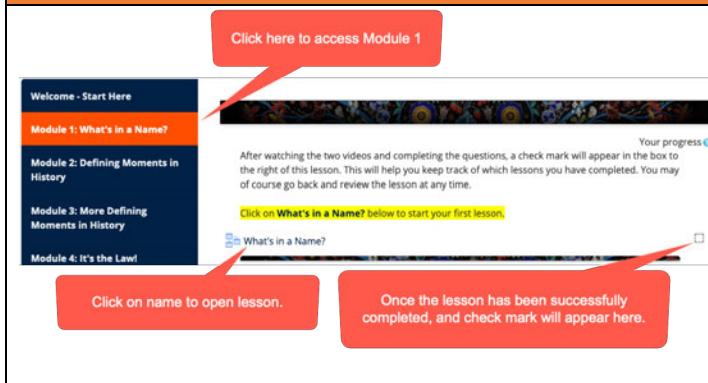 Click here to access Module 1
Welcome - Start Here
Module 1: What's in a Name?
Module 2: Defining Moments in
History
Module 3: More Defining
Moments in History
Module 4: It's the Law!
Your progress
After watching the two videos and completing the questions, a check mark will appear in the box to
the right of this lesson. This will help you keep track of which lessons you have completed. You may
of course go back and review the lesson at any time.
Click on What's in a Name? below to start your first lesson.
What's in a Name?
Click on name to open lesson.
Once the lesson has been successfully
completed, and check mark will appear here.